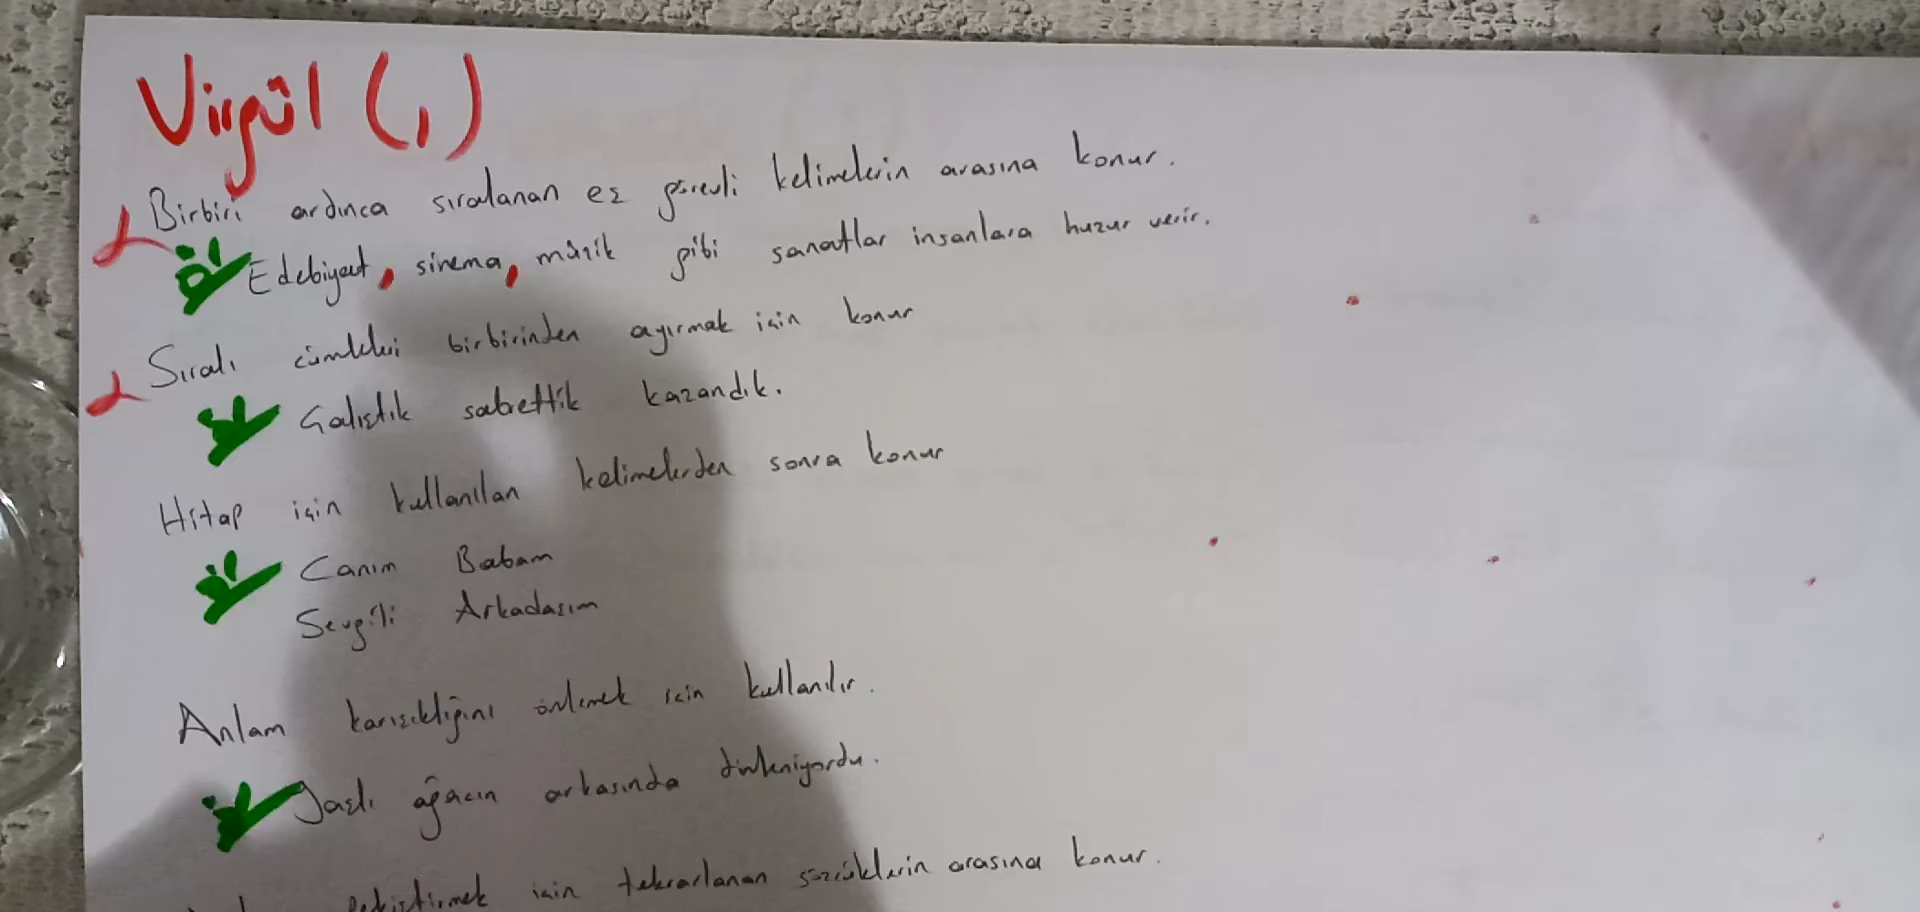 Virgül (,)
Birbiri ardınca sıralanan eş görevli kelimelerin arasına konur.
Ör Edebiyat, sinema, müzik gibi sanatlar insanlara huzur verir.
Sıralı cümleleri birbirinden ayırmak için konur
Çalıştık sabrettik kazandık.
Hitap için kullanılan kelimelerden sonra konur
Canım Babam
Sevgili Arkadaşım
Anlam karışıklığını önlemek için kullanılır.
Yaşlı ağacın arkasında dinleniyordu.
pekiştirmek için tekrarlanan sözcüklerin arasına konur.